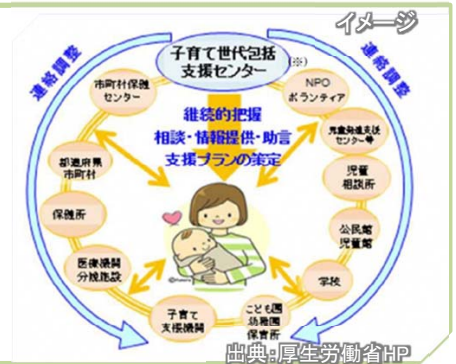 イメージ
子育て世代包括
支援センター
(※)
連絡調整
連絡調整
市町村保健
センター
NPO
ボランティア
継続的把握
相談・情報提供・助言
支援プランの策定
児童発達支援
センター等
都道府県
市町村
児童
相談所
保健所
公民館
児童館
医療機関
分娩施設
学校
子育て
支援機関
こども園
幼稚園
保育所
出典:厚生労働省HP